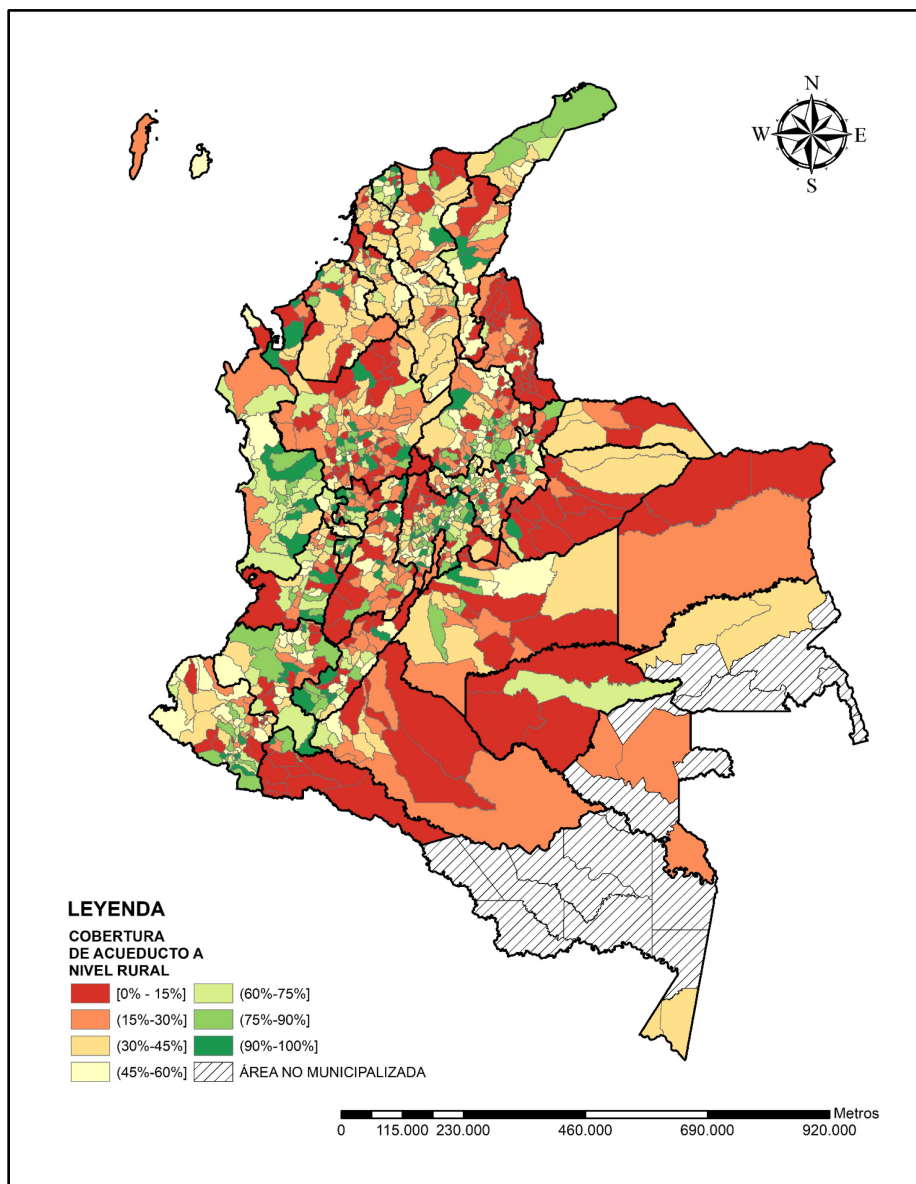 N
W E
S
LEYENDA
COBERTURA
DE ACUEDUCTO A
NIVEL RURAL
[0% - 15%] (60%-75%]
(15%-30%] (75%-90%]
(30%-45%] (90%-100%]
(45%-60%] ÁREA NO MUNICIPALIZADA
Metros
0 115.000 230.000 460.000 690.000 920.000